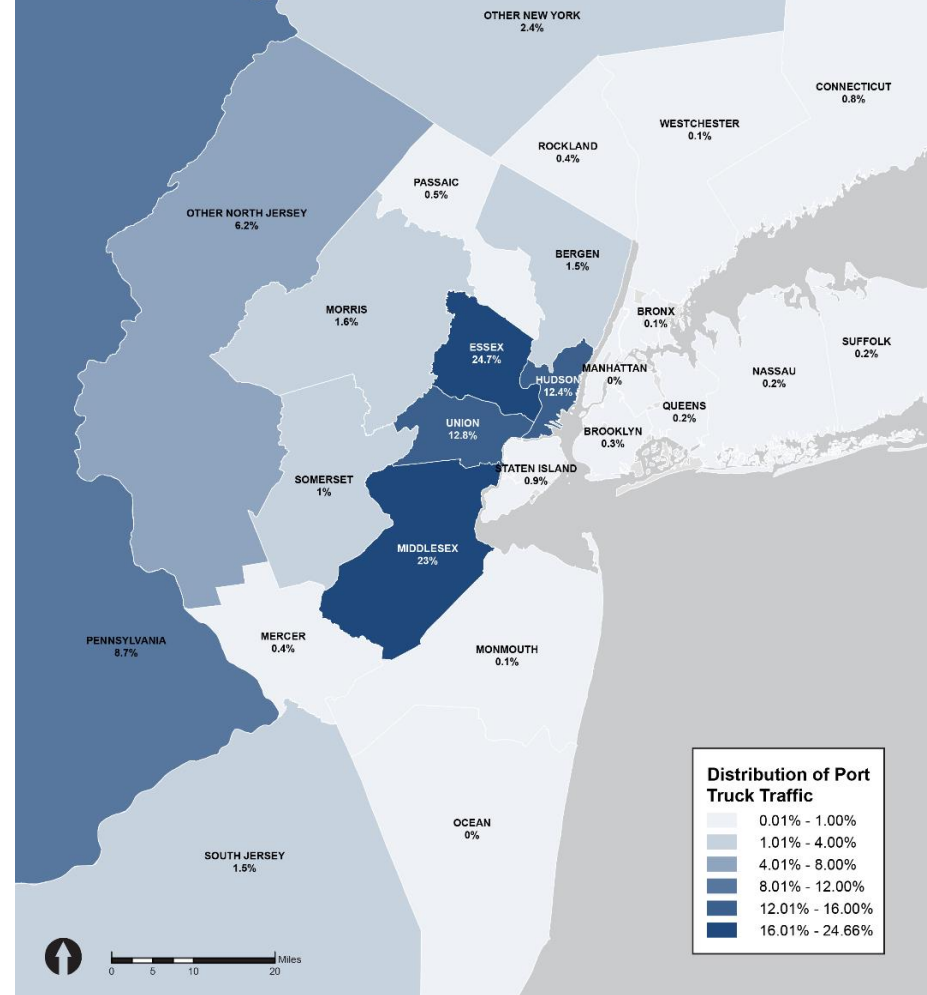 OTHER NEW YORK
2.4%
CONNECTICUT
0.8%
WESTCHESTER
0.1%
ROCKLAND
0.4%
PASSAIC
0.5%
OTHER NORTH JERSEY
6.2%
BERGEN
1.5%
MORRIS
1.6%
BRONX
0.1%
ESSEX
24.7%
SUFFOLK
0.2%
MANHATTAN
0%
NASSAU
0.2%
HUDSON
12.4%
QUEENS
0.2%
UNION
12.8%
BROOKLYN
0.3%
STATEN ISLAND
0.9%
SOMERSET
1%
MIDDLESEX
23%
MERCER
0.4%
PENNSYLVANIA
8.7%
MONMOUTH
0.1%
OCEAN
0%
SOUTH JERSEY
1.5%
Distribution of Port
Truck Traffic
0.01% - 1.00%
1.01% - 4.00%
4.01% - 8.00%
8.01% - 12.00%
12.01% - 16.00%
16.01% - 24.66%
Miles
0 5 10 20